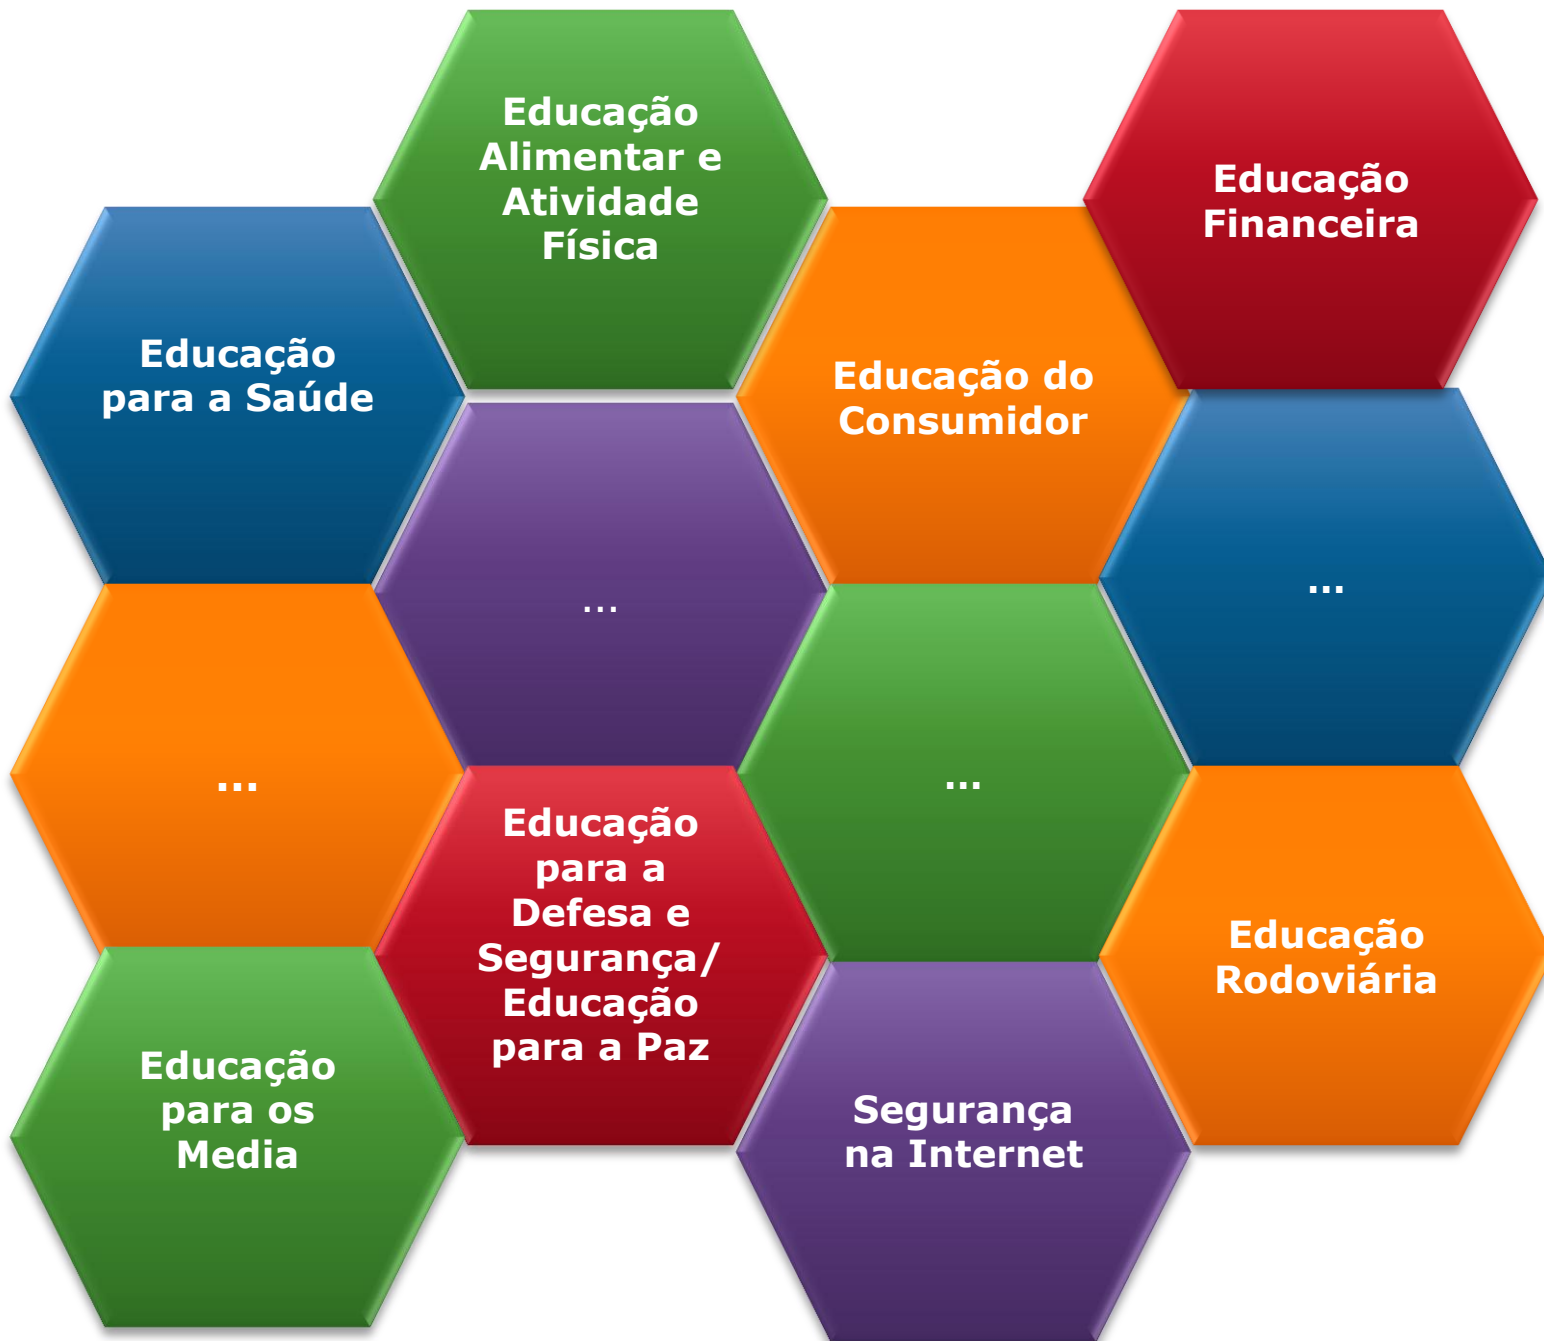 Educação
Alimentar e
Atividade
Física
Educação
Financeira
Educação
para a Saúde
Educação do
Consumidor
...
...
...
...
Educação
para a
Defesa e
Segurança/
Educação
para a Paz
Educação
Rodoviária
Educação
para os
Media
Segurança
na Internet